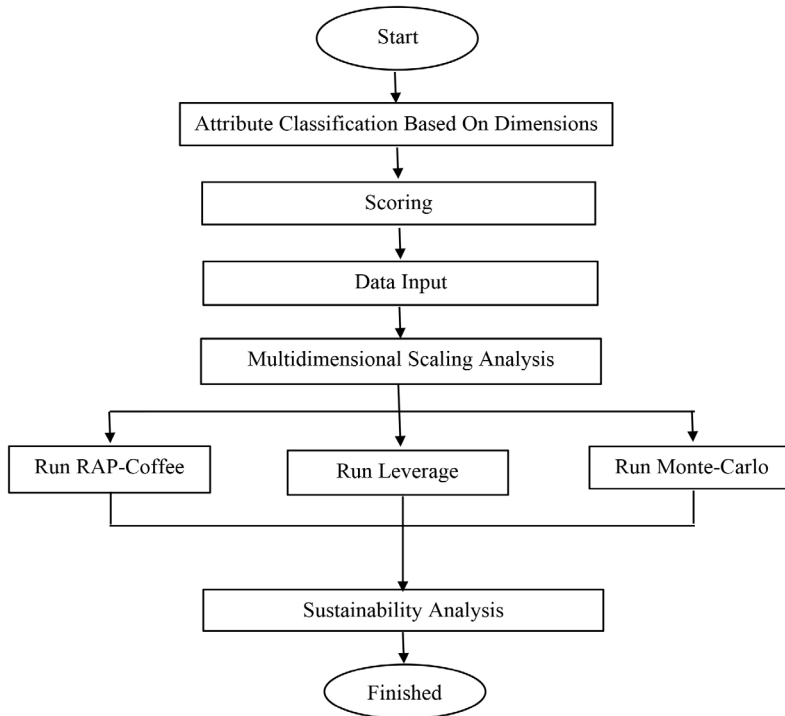 Start
Attribute Classification Based On Dimensions
Scoring
Data Input
Multidimensional Scaling Analysis
Run RAP-Coffee
Run Leverage
Run Monte-Carlo
Sustainability Analysis
Finished